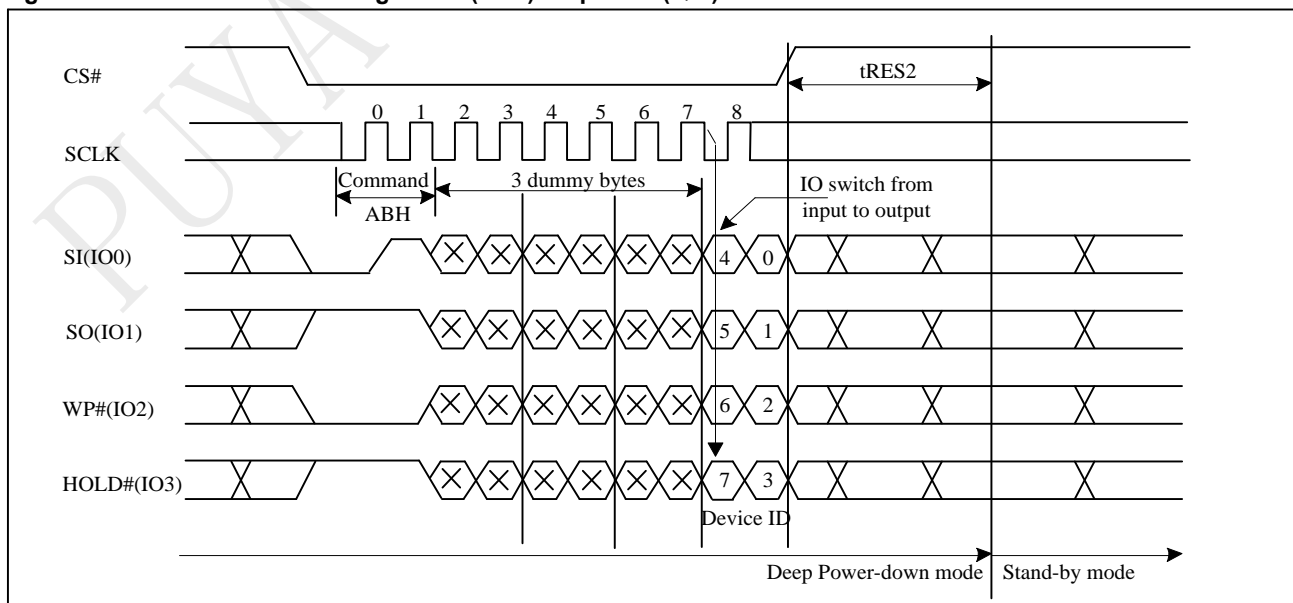 PUYA
CS#
tRES2
0 1 2 3 4 5 6 7 8
SCLK
Command
3 dummy bytes
IO switch from
input to output
ABH
SI(IO0)
4 0
SO(IO1)
5 1
WP#(IO2)
6 2
HOLD#(IO3)
7 3
Device ID
Deep Power-down mode Stand-by mode